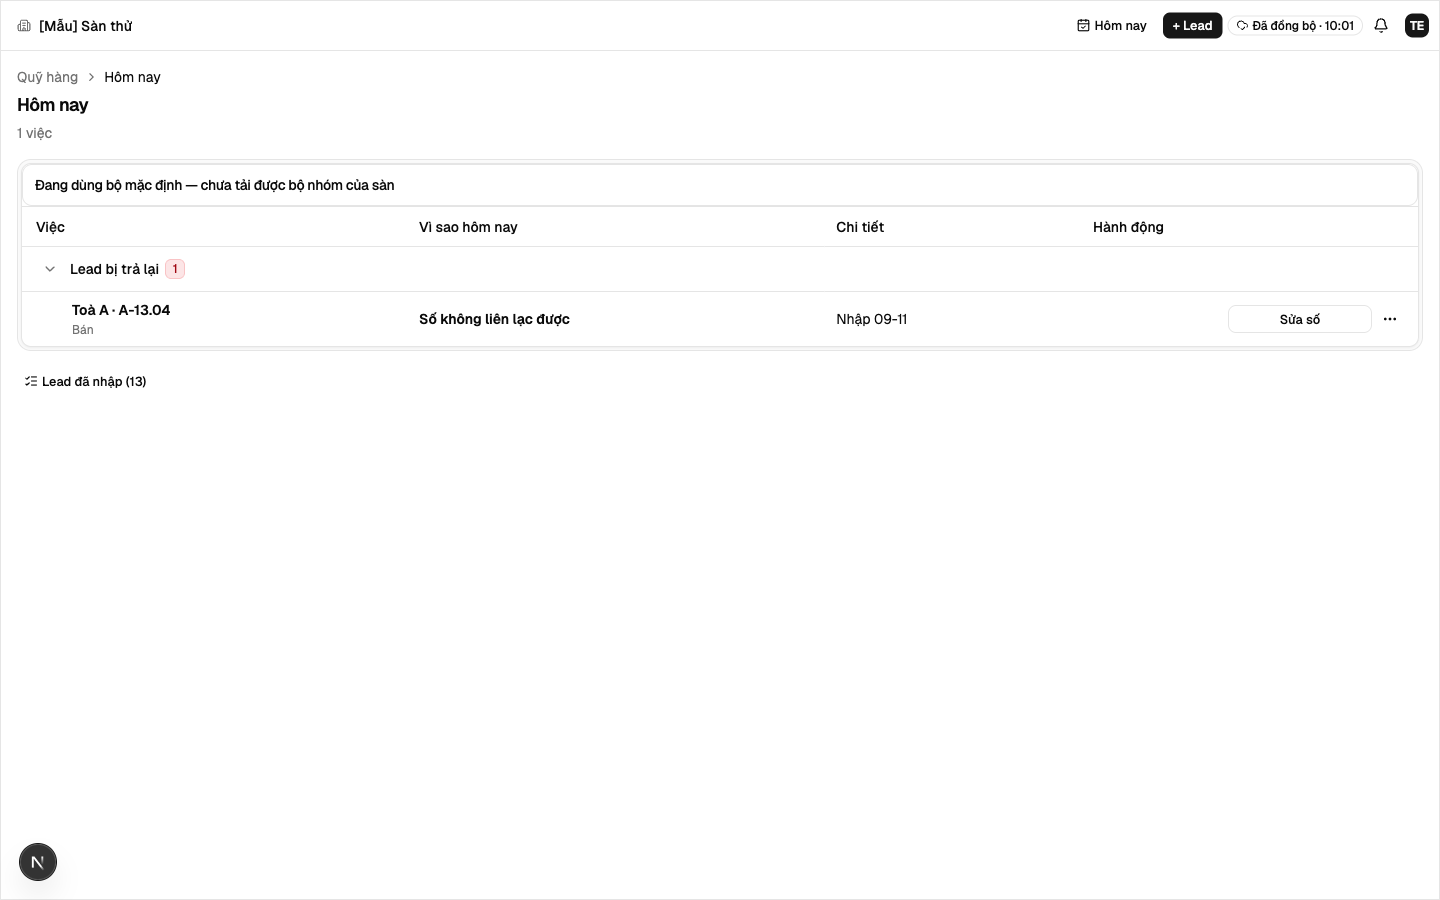 [Mẫu] Sàn thử
Hôm nay
+ Lead
Đã đồng bộ · 10:01
TE
Quỹ hàng > Hôm nay
Hôm nay
1 việc
Đang dùng bộ mặc định — chưa tải được bộ nhóm của sàn
Việc
Vì sao hôm nay
Chi tiết
Hành động
Lead bị trả lại 1
Toà A · A-13.04
Bán
Số không liên lạc được
Nhập 09-11
Sửa số
Lead đã nhập (13)
N